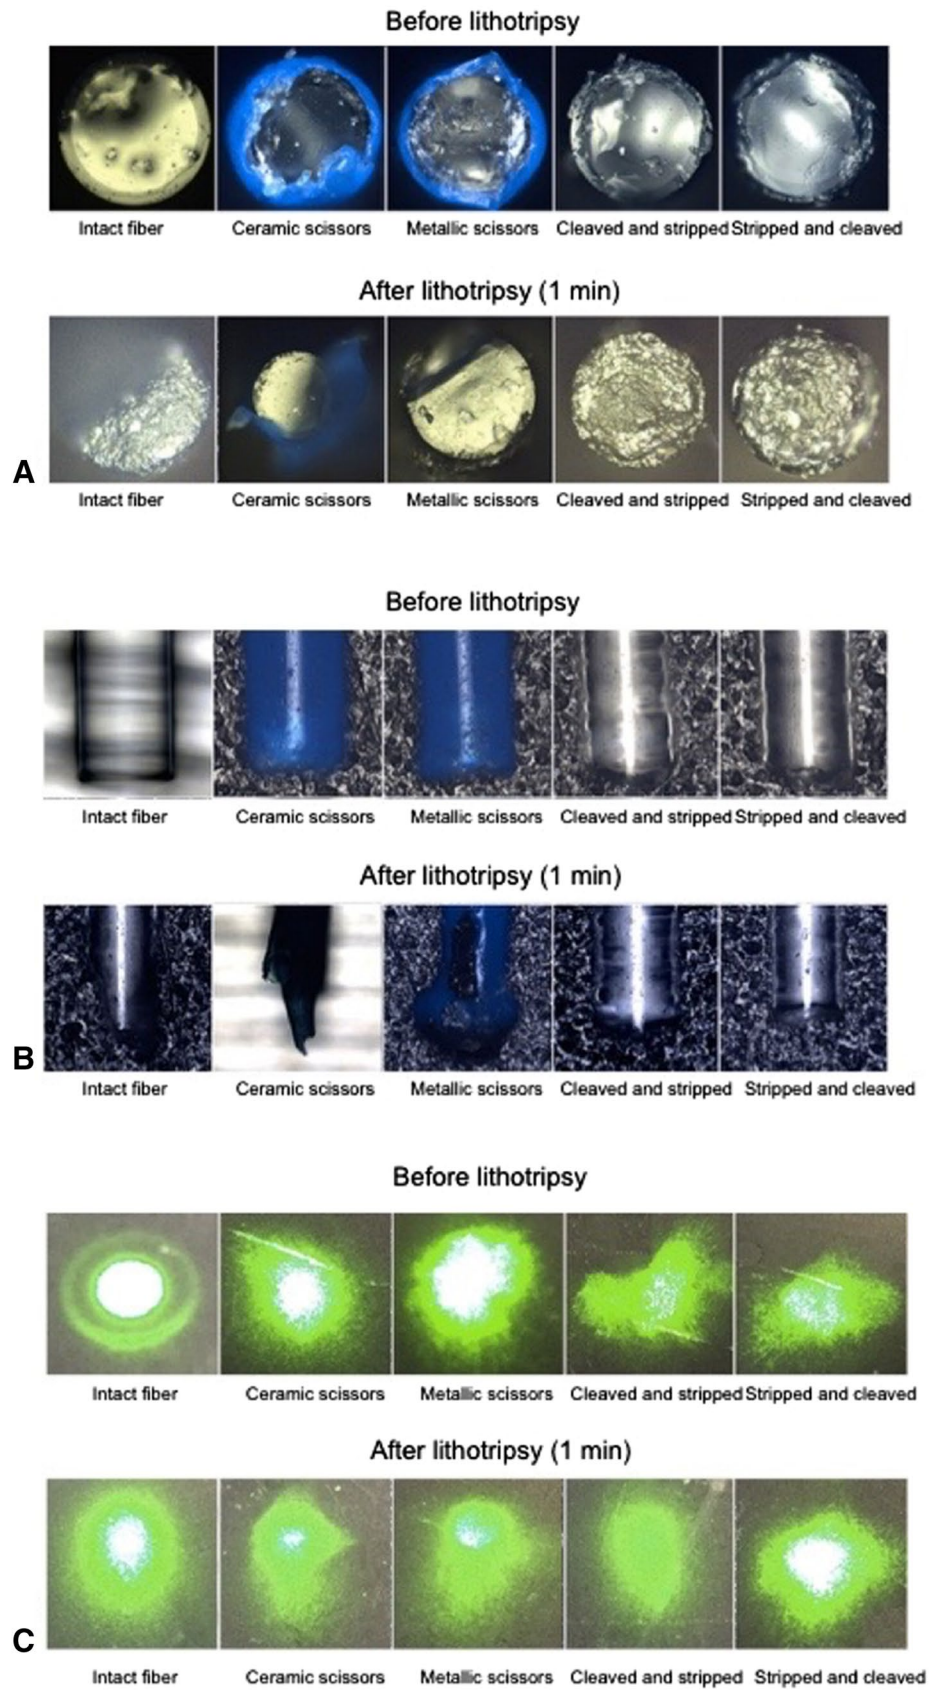 Before lithotripsy
Intact fiber Ceramic scissors Metallic scissors Cleaved and stripped Stripped and cleaved
After lithotripsy (1 min)
A
Intact fiber Ceramic scissors Metallic scissors Cleaved and stripped Stripped and cleaved
Before lithotripsy
Intact fiber Ceramic scissors Metallic scissors Cleaved and stripped Stripped and cleaved
After lithotripsy (1 min)
B
Intact fiber Ceramic scissors Metallic scissors Cleaved and stripped Stripped and cleaved
Before lithotripsy
Intact fiber Ceramic scissors Metallic scissors Cleaved and stripped Stripped and cleaved
After lithotripsy (1 min)
C
Intact fiber Ceramic scissors Metallic scissors Cleaved and stripped Stripped and cleaved